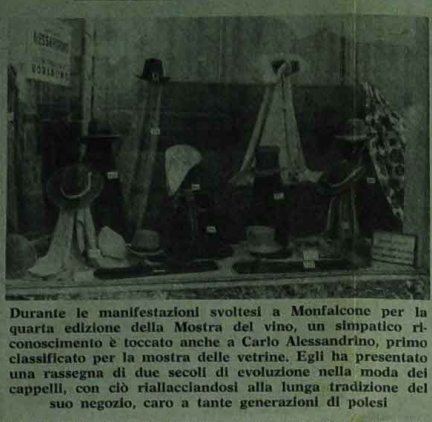 ALESSANDRINO
Durante le manifestazioni svoltesi a Monfalcone per la
quarta edizione della Mostra del vino, un simpatico ri-
conoscimento è toccato anche a Carlo Alessandrino, primo
classificato per la mostra delle vetrine. Egli ha presentato
una rassegna di due secoli di evoluzione nella moda dei
cappelli, con ciò riallacciandosi alla lunga tradizione del
suo negozio, caro a tante generazioni di polesi